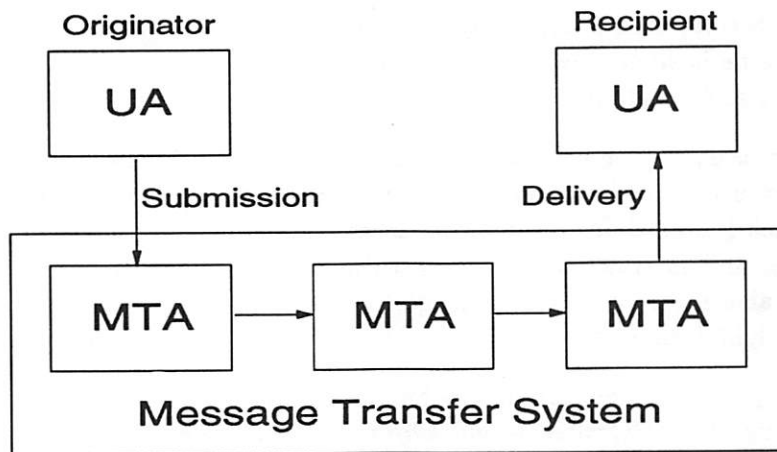 Originator Recipient
UA UA
Submission Delivery
MTA MTA MTA
Message Transfer System